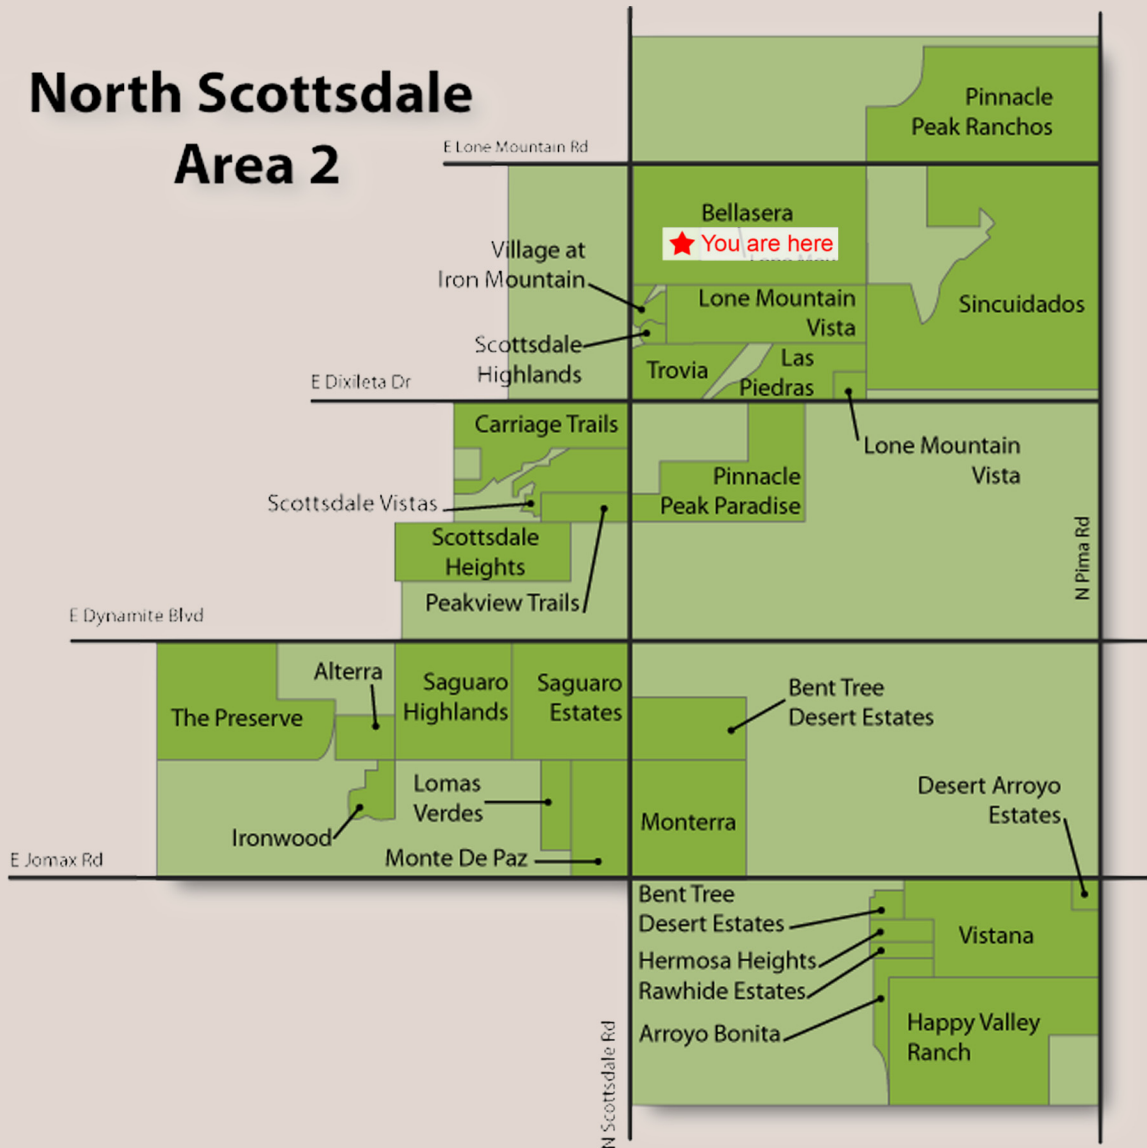 North Scottsdale
Area 2
Pinnacle
Peak Ranchos
E Lone Mountain Rd
Bellasera
You are here
Village at
Iron Mountain
Lone Mountain
Vista
Sincuidados
Scottsdale
Highlands
Trovia
Las
Piedras
E Dixileta Dr
Carriage Trails
Lone Mountain
Vista
Pinnacle
Peak Paradise
Scottsdale Vistas
Scottsdale
Heights
N Pima Rd
Peakview Trails
E Dynamite Blvd
Alterra
Saguaro
Highlands
Saguaro
Estates
Bent Tree
Desert Estates
The Preserve
Lomas
Verdes
Desert Arroyo
Estates
Ironwood
Monterra
Monte De Paz
E Jomax Rd
Bent Tree
Desert Estates
Vistana
Hermosa Heights
Rawhide Estates
Arroyo Bonita
Happy Valley
Ranch
N Scottsdale Rd